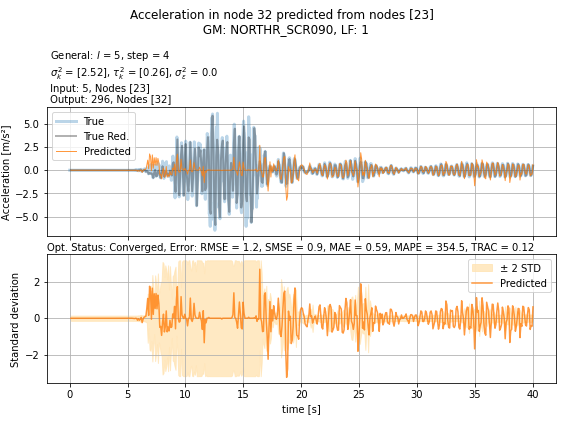 Acceleration in node 32 predicted from nodes [23]
GM: NORTHR_SCR090, LF: 1
General: l = 5, step = 4
σ²ₖ = [2.52], τ²ₖ = [0.26], σ²ε = 0.0
Input: 5, Nodes [23]
Output: 296, Nodes [32]
Acceleration [m/s²]
5.0
2.5
0.0
−2.5
−5.0
True
True Red.
Predicted
Opt. Status: Converged, Error: RMSE = 1.2, SMSE = 0.9, MAE = 0.59, MAPE = 354.5, TRAC = 0.12
Standard deviation
2
0
−2
± 2 STD
Predicted
0 5 10 15 20 25 30 35 40
time [s]